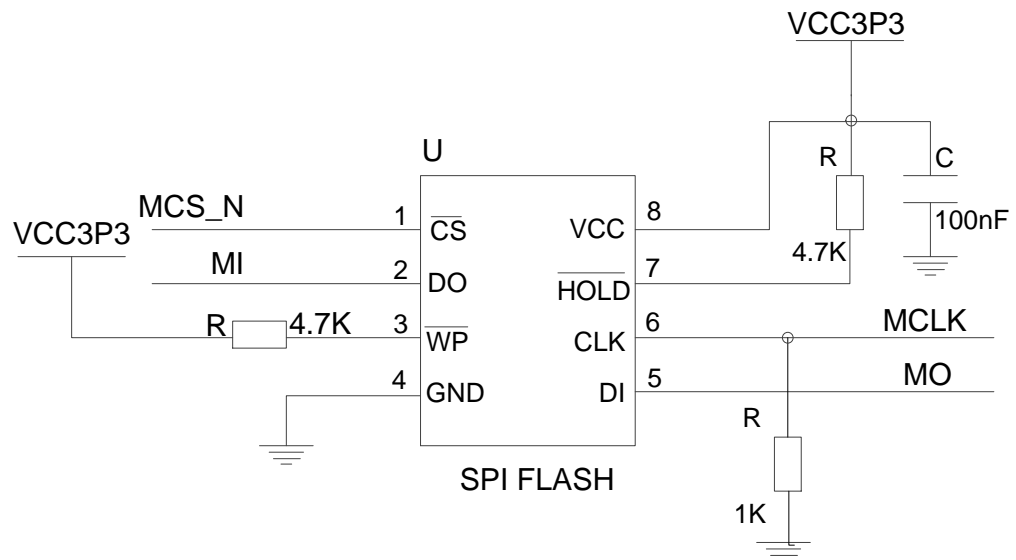 VCC3P3
U
R
C
MCS_N
1
CS
VCC
8
100nF
VCC3P3
4.7K
MI
2
DO
HOLD
7
R
4.7K
3
WP
CLK
6
MCLK
4
GND
DI
5
MO
R
SPI FLASH
1K